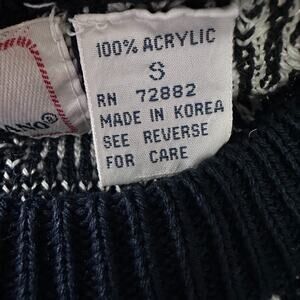 100% ACRYLIC
S
RN 72882
MADE IN KOREA
SEE REVERSE
FOR CARE